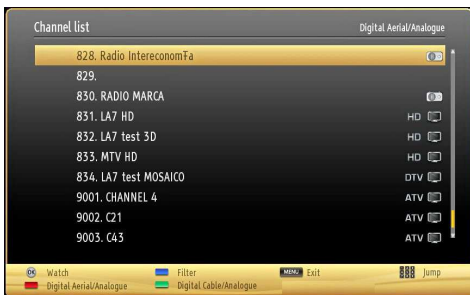 Channel list Digital Aerial/Analogue
828. Radio IntereconomŦa
829.
830. RADIO MARCA
831. LA7 HD HD
832. LA7 test 3D HD
833. MTV HD HD
834. LA7 test MOSAICO DTV
9001. CHANNEL 4 ATV
9002. C21 ATV
9003. C43 ATV
OK Watch Filter MENU Exit Jump
Digital Aerial/Analogue Digital Cable/Analogue